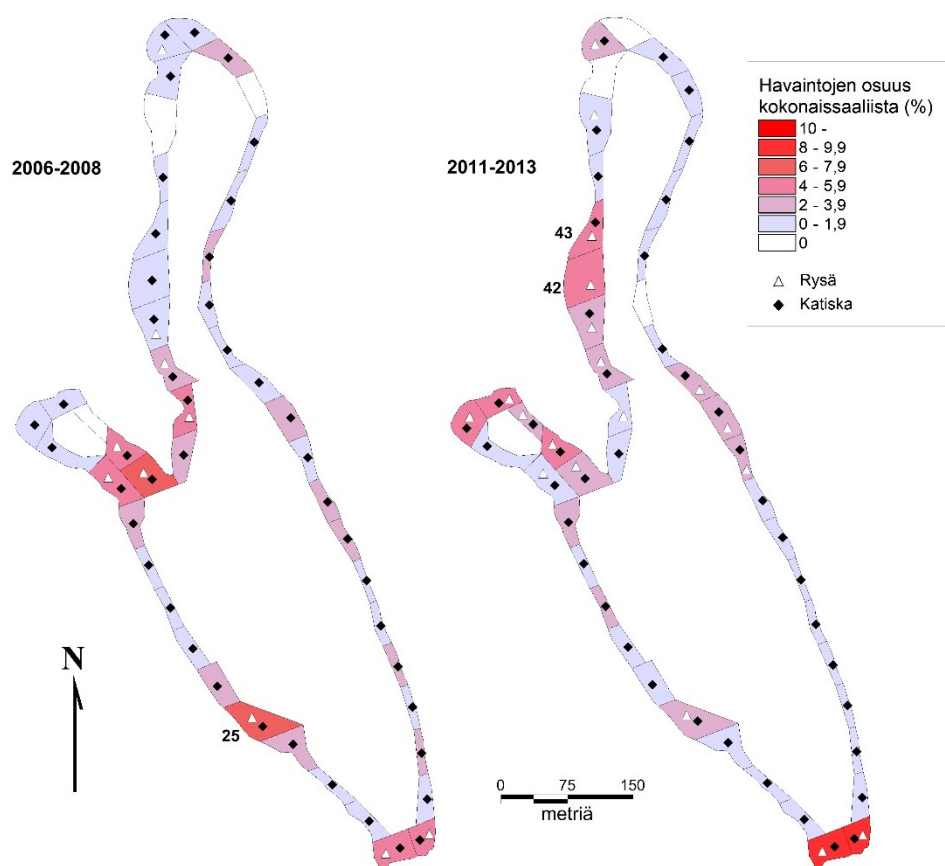 2006-2008
25
N
2011-2013
43
42
0 75 150
metriä
Havaintojen osuus
kokonaissaaliista (%)
10 -
8 - 9,9
6 - 7,9
4 - 5,9
2 - 3,9
0 - 1,9
0
Rysä
Katiska